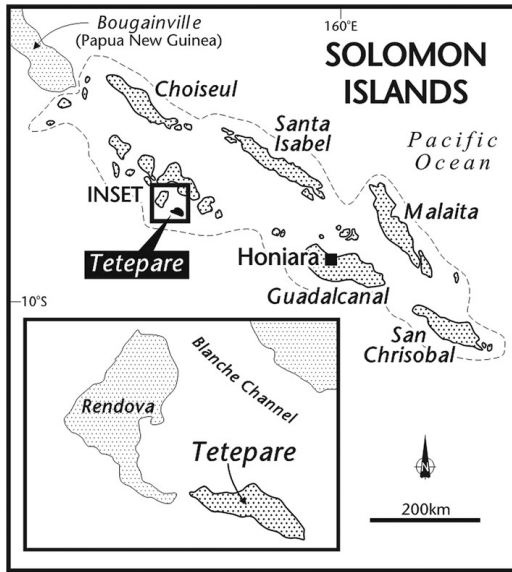 Bougainville
(Papua New Guinea)
160°E
SOLOMON
ISLANDS
Choiseul
Santa
Isabel
Pacific
Ocean
INSET
Malaita
Tetepare
Honiara
Guadalcanal
10°S
San
Chrisobal
Blanche Channel
Rendova
Tetepare
N
200km